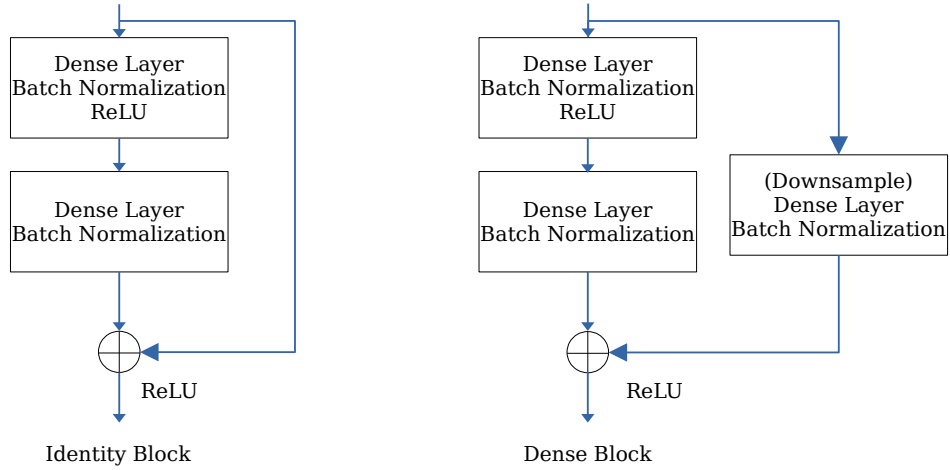 Dense Layer
Batch Normalization
ReLU
Dense Layer
Batch Normalization
ReLU
Identity Block
Dense Layer
Batch Normalization
ReLU
Dense Layer
Batch Normalization
(Downsample)
Dense Layer
Batch Normalization
ReLU
Dense Block